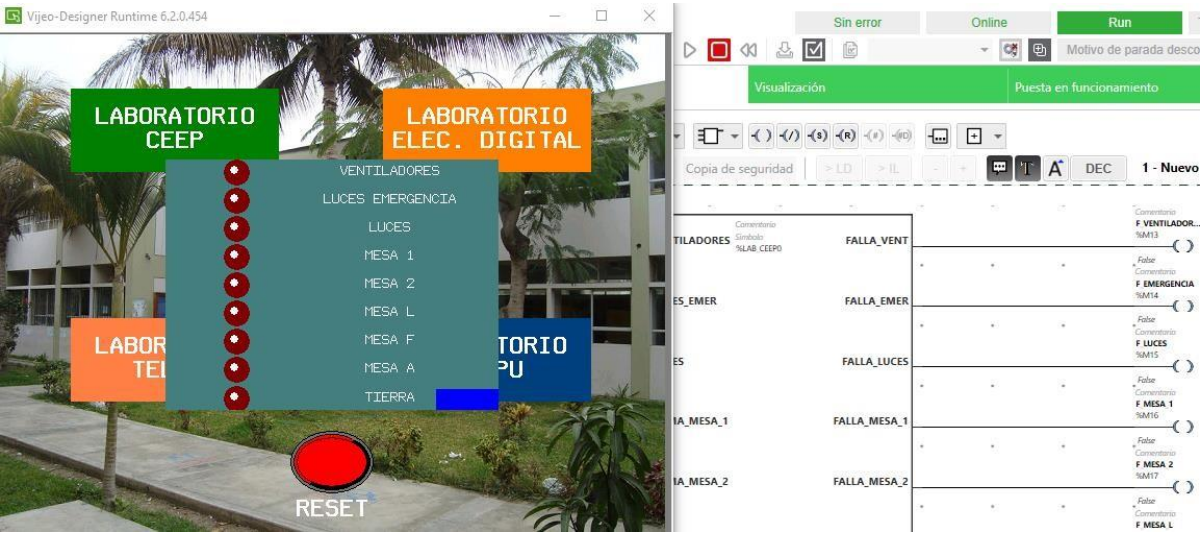 Vijeo-Designer Runtime 6.2.0.454
LABORATORIO
CEEP
LABORATORIO
ELEC. DIGITAL
VENTILADORES
LUCES EMERGENCIA
LUCES
MESA 1
MESA 2
MESA L
MESA F
MESA A
TIERRA
LABOR
TEL
TORIO
PU
RESET
Sin error
Online
Run
Motivo de parada desco
Visualización
Puesta en funcionamiento
Copia de seguridad
> LD
> IL
DEC
1 - Nuevo
Comentario
Símbolo
%LAB_CEEP0
TILADORES
FALLA_VENT
Comentario
F VENTILADOR...
%M13
False
ES_EMER
FALLA_EMER
Comentario
F EMERGENCIA
%M14
False
ES
FALLA_LUCES
Comentario
F LUCES
%M15
False
IA_MESA_1
FALLA_MESA_1
Comentario
F MESA 1
%M16
False
IA_MESA_2
FALLA_MESA_2
Comentario
F MESA 2
%M17
False
Comentario
F MESA L